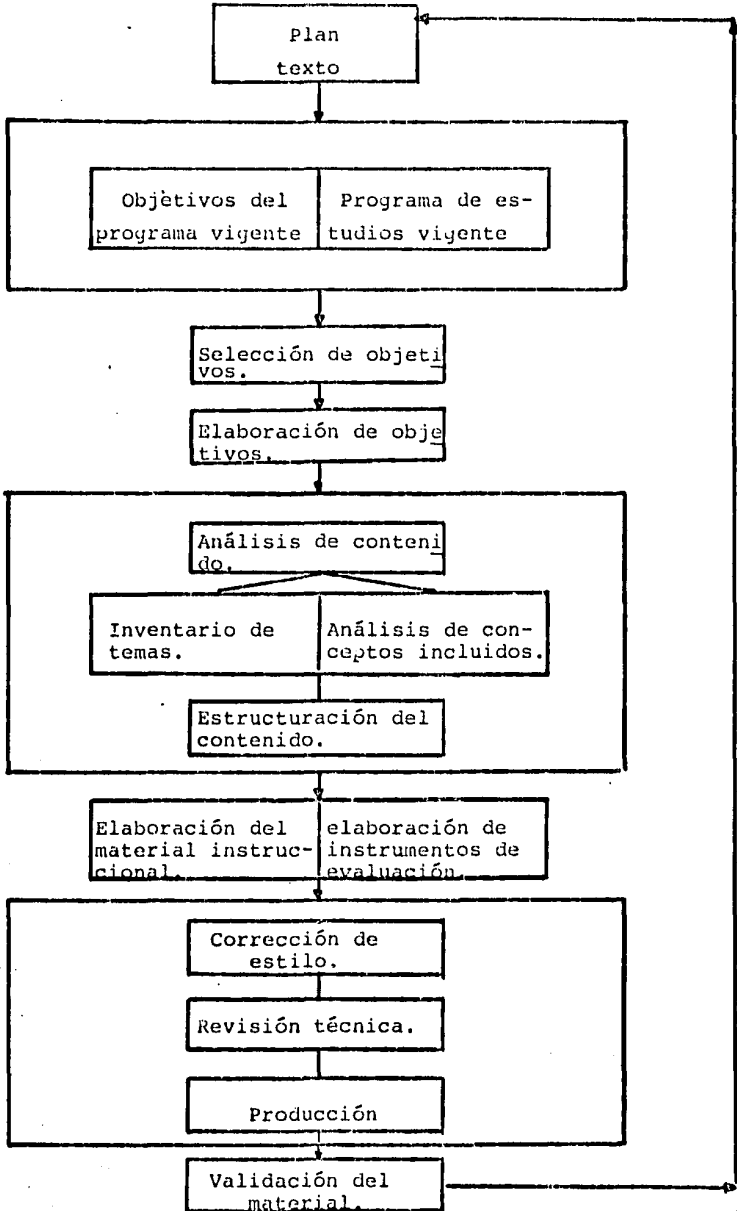 Plan
texto
Objetivos del
programa vigente
Programa de es-
tudios vigente
Selección de objeti
vos.
Elaboración de obje
tivos.
Análisis de conteni
do.
Inventario de
temas.
Análisis de con-
ceptos incluidos.
Estructuración del
contenido.
Elaboración del
material instruc-
cional.
elaboración de
instrumentos de
evaluación.
Corrección de
estilo.
Revisión técnica.
Producción
Validación del
material.